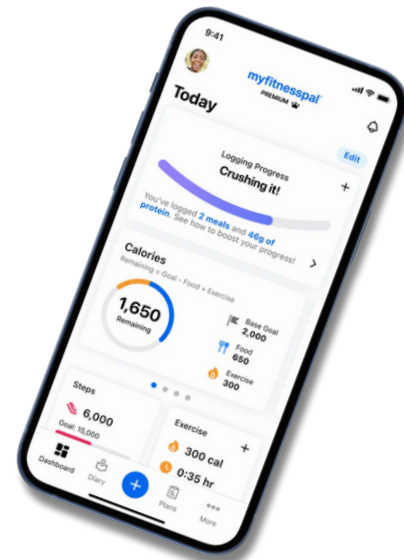 9:41
myfitnesspal
PREMIUM
Today
Edit
Logging Progress
Crushing it!
+
You've logged 2 meals and 46g of
protein. See how to boost your progress!
Calories
Remaining = Goal - Food + Exercise
1,650
Remaining
Base Goal
2,000
Food
650
Exercise
300
Steps
6,000
Goal: 15,000
Exercise
+
300 cal
0:35 hr
Dashboard
Diary
+
Plans
More